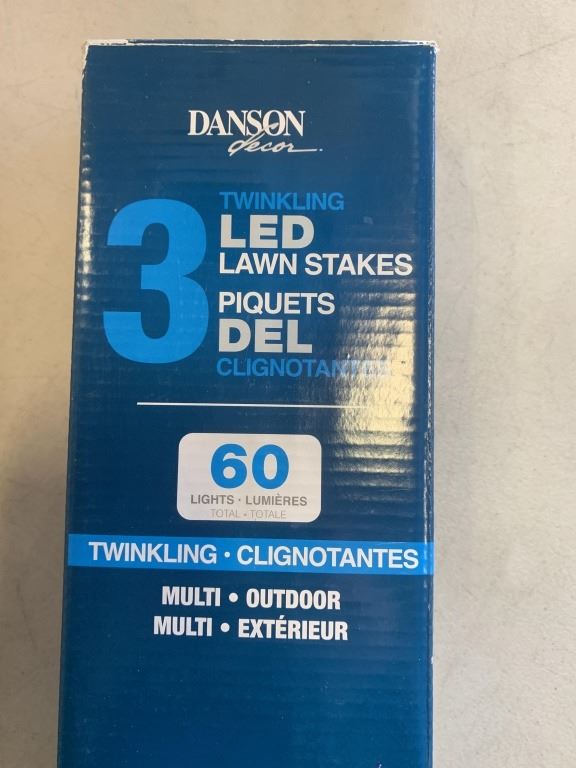 DANSON
décor
3
TWINKLING
LED
LAWN STAKES
PIQUETS
DEL
CLIGNOTANTES
60
LIGHTS · LUMIÈRES
TOTAL · TOTALE
TWINKLING · CLIGNOTANTES
MULTI • OUTDOOR
MULTI • EXTÉRIEUR